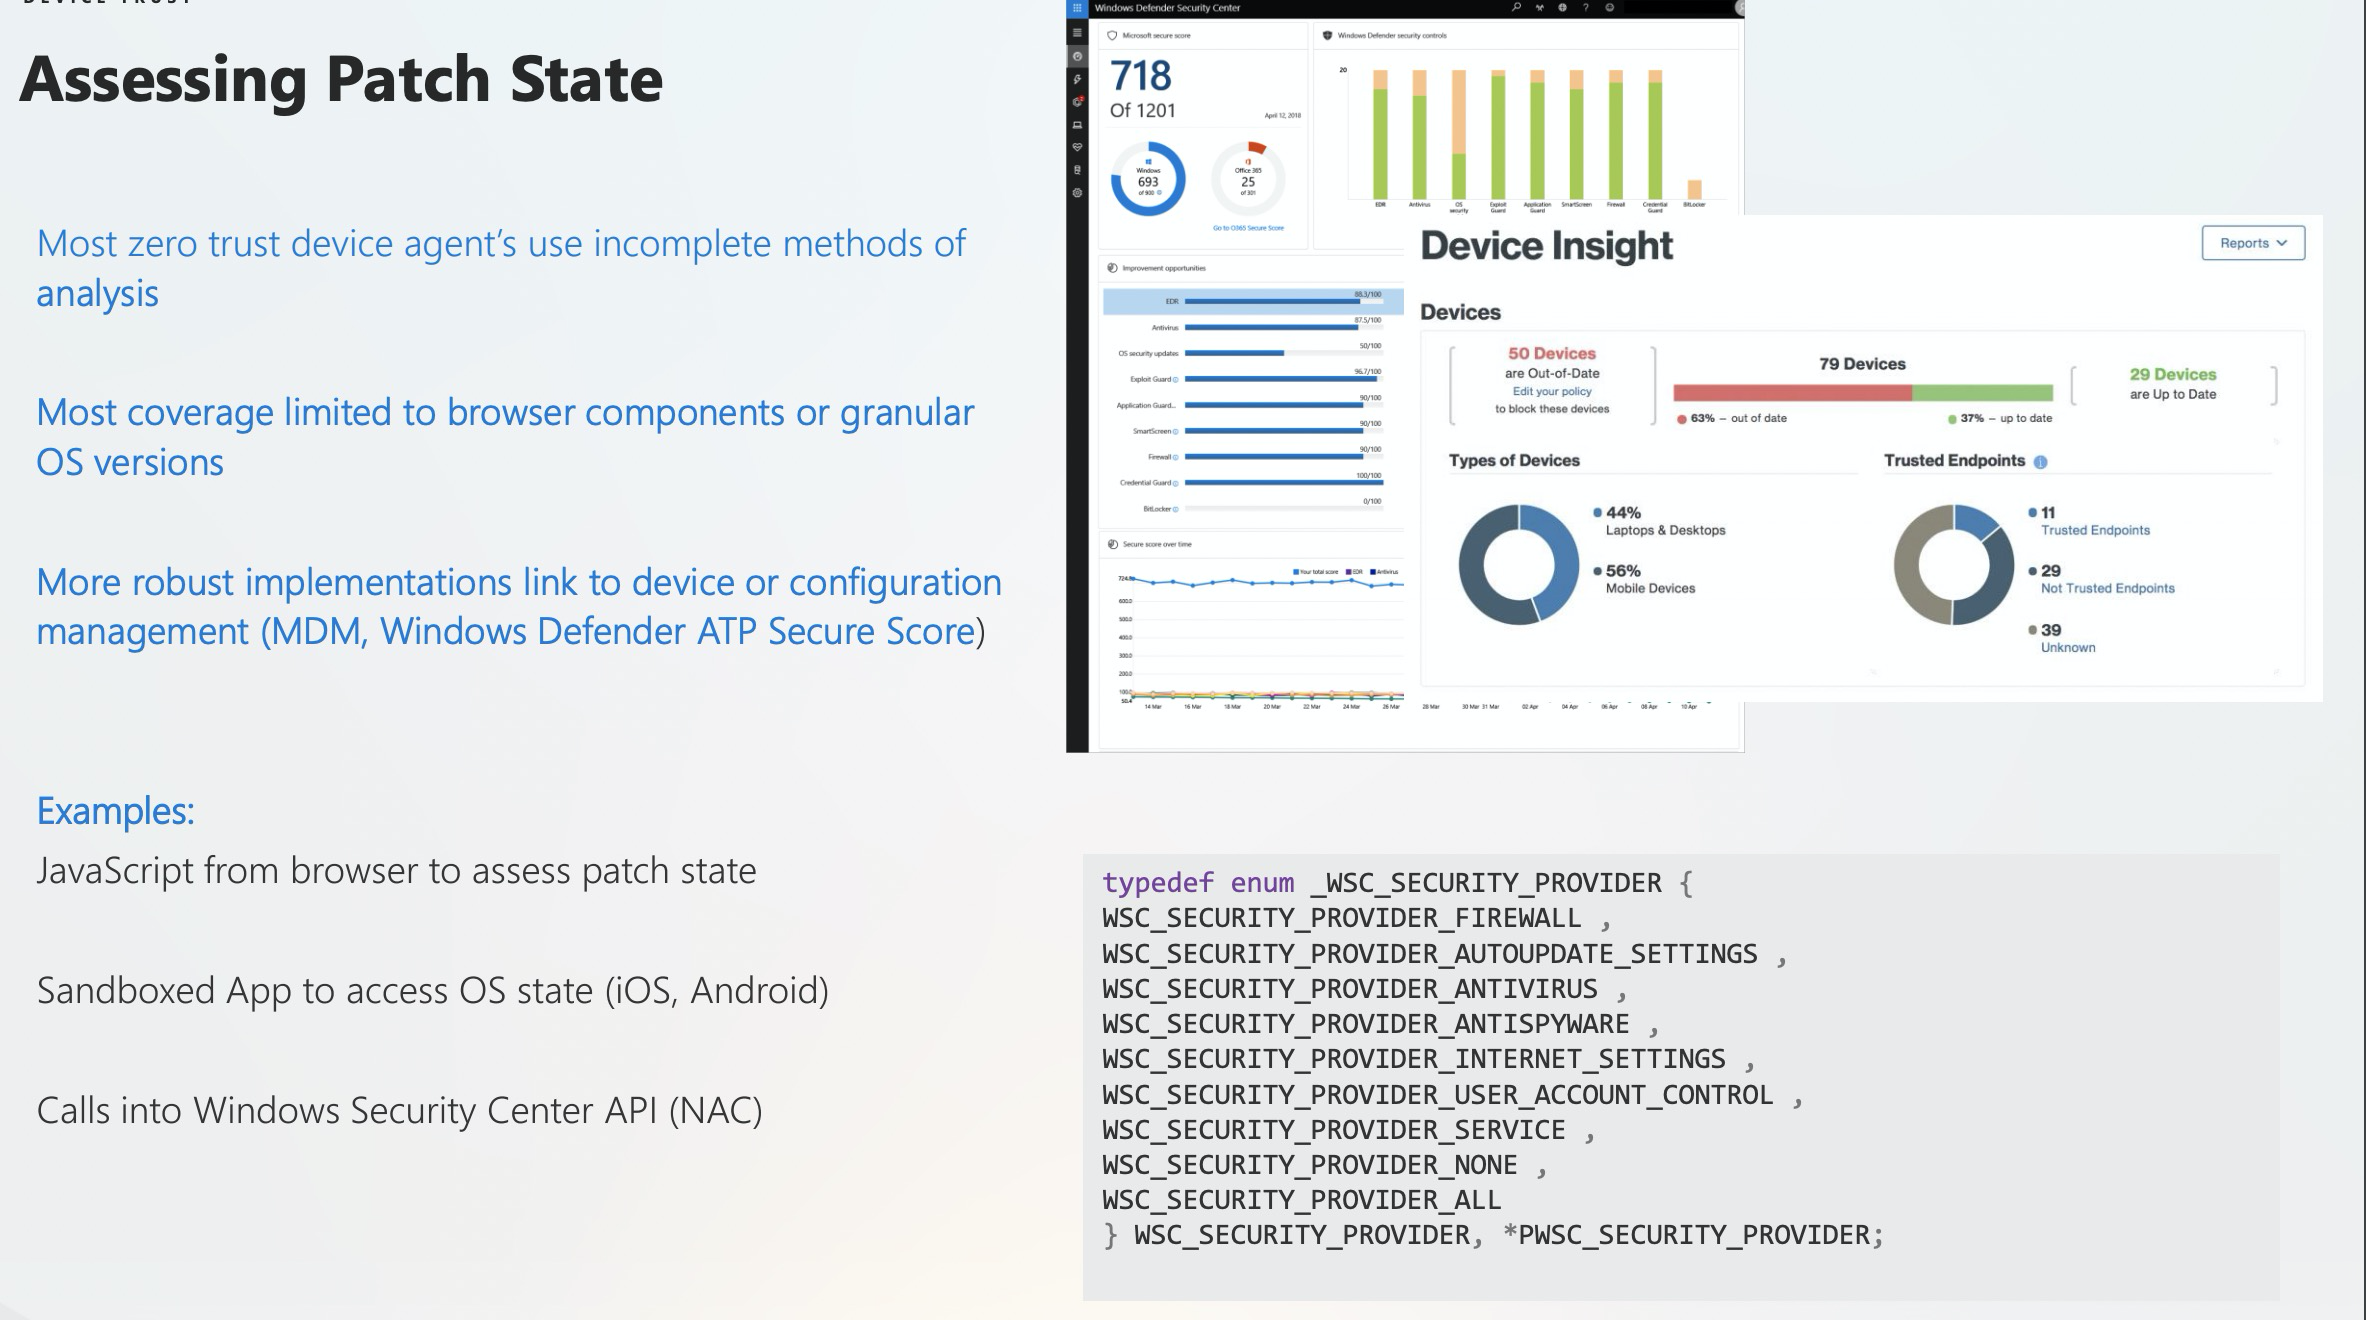 DEVICE TRUST
Assessing Patch State
Most zero trust device agent’s use incomplete methods of
analysis
Most coverage limited to browser components or granular
OS versions
More robust implementations link to device or configuration
management (MDM, Windows Defender ATP Secure Score)
Examples:
JavaScript from browser to assess patch state
Sandboxed App to access OS state (iOS, Android)
Calls into Windows Security Center API (NAC)
Windows Defender Security Center
Microsoft secure score
718
Of 1201
April 12, 2018
Windows
693
of 900
Office 365
25
of 301
Go to O365 Secure Score
Windows Defender security controls
20
EDR
Antivirus
OS
security
Exploit
Guard
Application
Guard
SmartScreen
Firewall
Credential
Guard
BitLocker
Improvement opportunities
EDR 88.3/100
Antivirus 87.5/100
OS security updates 50/100
Exploit Guard 96.7/100
Application Guard... 90/100
SmartScreen 90/100
Firewall 90/100
Credential Guard 100/100
BitLocker 0/100
Secure score over time
Your total score EDR Antivirus
724.8
600.0
500.0
400.0
300.0
200.0
100.0
50.4
14 Mar 16 Mar 18 Mar 20 Mar 22 Mar 24 Mar 26 Mar 28 Mar 30 Mar 31 Mar 02 Apr 04 Apr 06 Apr 08 Apr 10 Apr
Device Insight
Reports
Devices
50 Devices
are Out-of-Date
Edit your policy
to block these devices
79 Devices
63% – out of date
37% – up to date
29 Devices
are Up to Date
Types of Devices
44%
Laptops & Desktops
56%
Mobile Devices
Trusted Endpoints
11
Trusted Endpoints
29
Not Trusted Endpoints
39
Unknown
typedef enum _WSC_SECURITY_PROVIDER {
WSC_SECURITY_PROVIDER_FIREWALL ,
WSC_SECURITY_PROVIDER_AUTOUPDATE_SETTINGS ,
WSC_SECURITY_PROVIDER_ANTIVIRUS ,
WSC_SECURITY_PROVIDER_ANTISPYWARE ,
WSC_SECURITY_PROVIDER_INTERNET_SETTINGS ,
WSC_SECURITY_PROVIDER_USER_ACCOUNT_CONTROL ,
WSC_SECURITY_PROVIDER_SERVICE ,
WSC_SECURITY_PROVIDER_NONE ,
WSC_SECURITY_PROVIDER_ALL
} WSC_SECURITY_PROVIDER, *PWSC_SECURITY_PROVIDER;